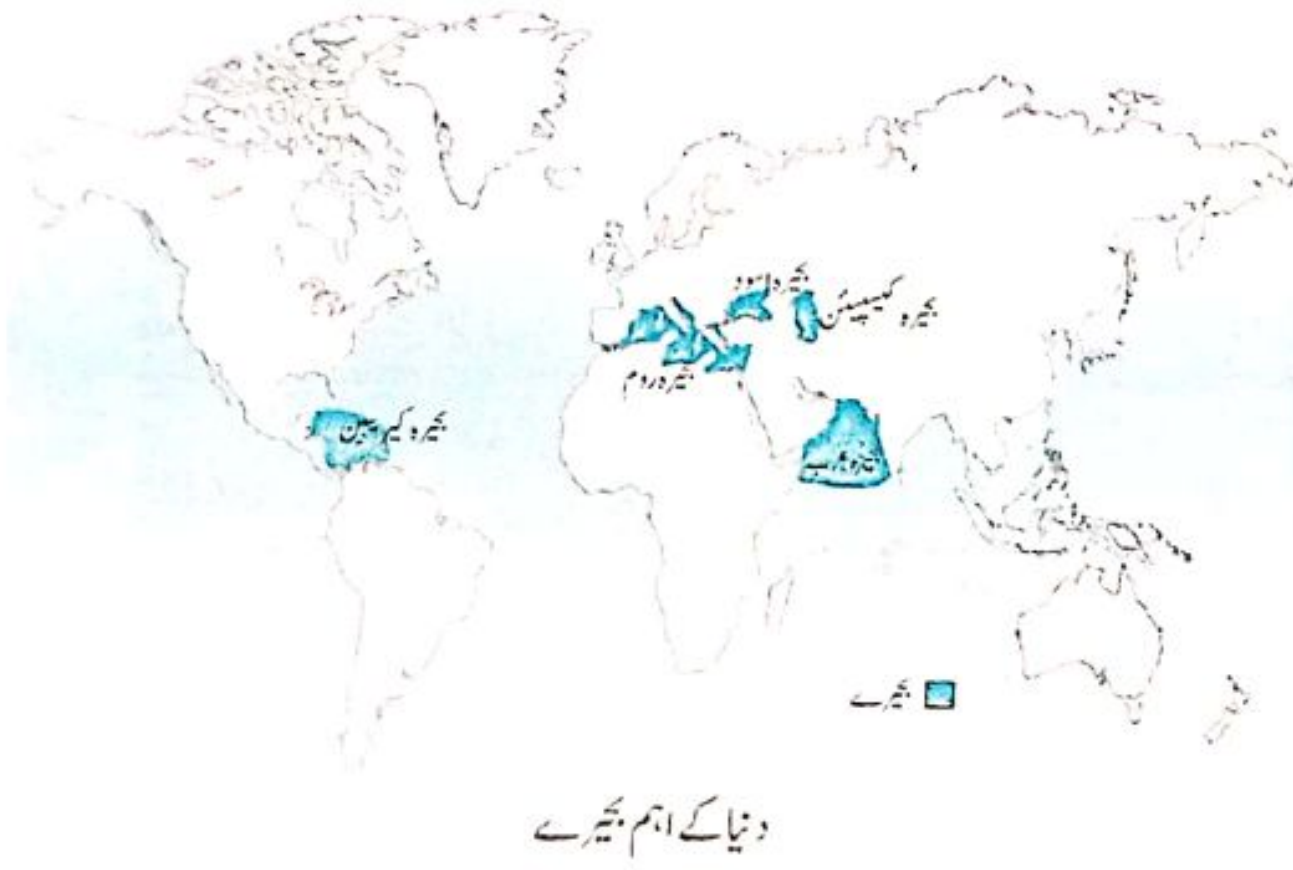 بحیرہ اسود
بحیرہ کیسپیئن
بحیرہ روم
بحیرہ کیریبین
بحیرہ عرب
بحیرے
دنیا کے اہم بحیرے